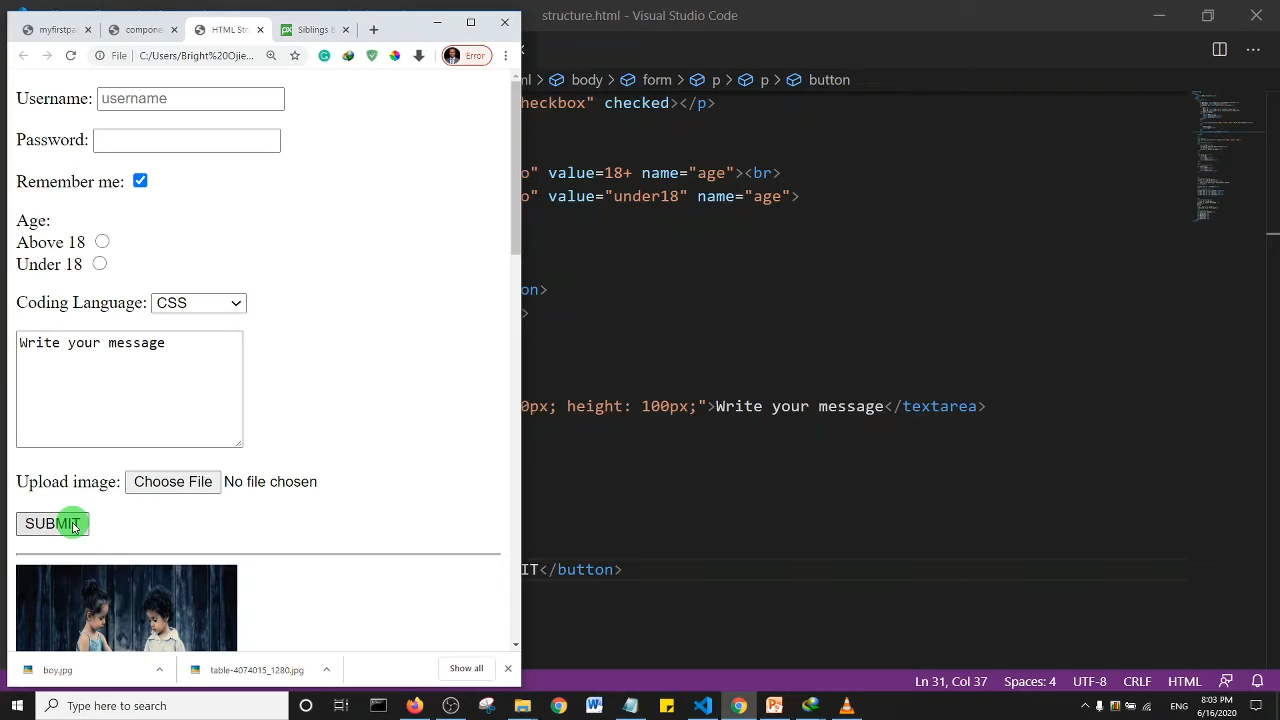 structure.html - Visual Studio Code
myfirstpa
componen
HTML Str
Siblings B
File
C:/Users/Bright%20Ojie...
Error
body
form
p
p
button
Username:
username
Password:
Remember me:
Age:
Above 18
Under 18
Coding Language:
CSS
Write your message
Upload image:
Choose File
No file chosen
SUBMIT
heckbox" checked></p>
o" value=18+ name="age"><br>
o" value="under18" name="age">
on>
>
0px; height: 100px;">Write your message</textarea>
IT</button>
boy.jpg
table-4074015_1280.jpg
Show all
Ln 31, Col 37
Spaces: 4
UTF-8
CRLF
HTML
Type here to search
ENG
8:03 PM
6/16/2020